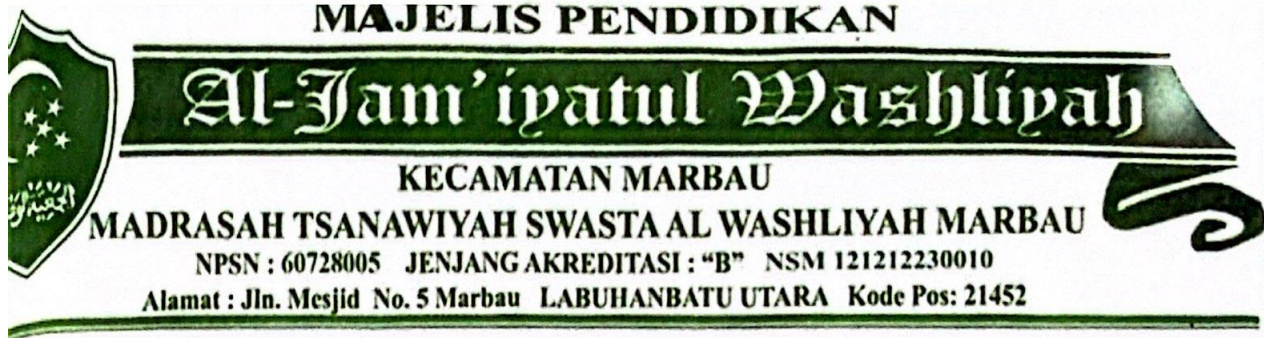 MAJELIS PENDIDIKAN
Al-Jam'iyatul Washliyah
KECAMATAN MARBAU
MADRASAH TSANAWIYAH SWASTA AL WASHLIYAH MARBAU
NPSN : 60728005 JENJANG AKREDITASI : “B” NSM 121212230010
Alamat : Jln. Mesjid No. 5 Marbau LABUHANBATU UTARA Kode Pos: 21452